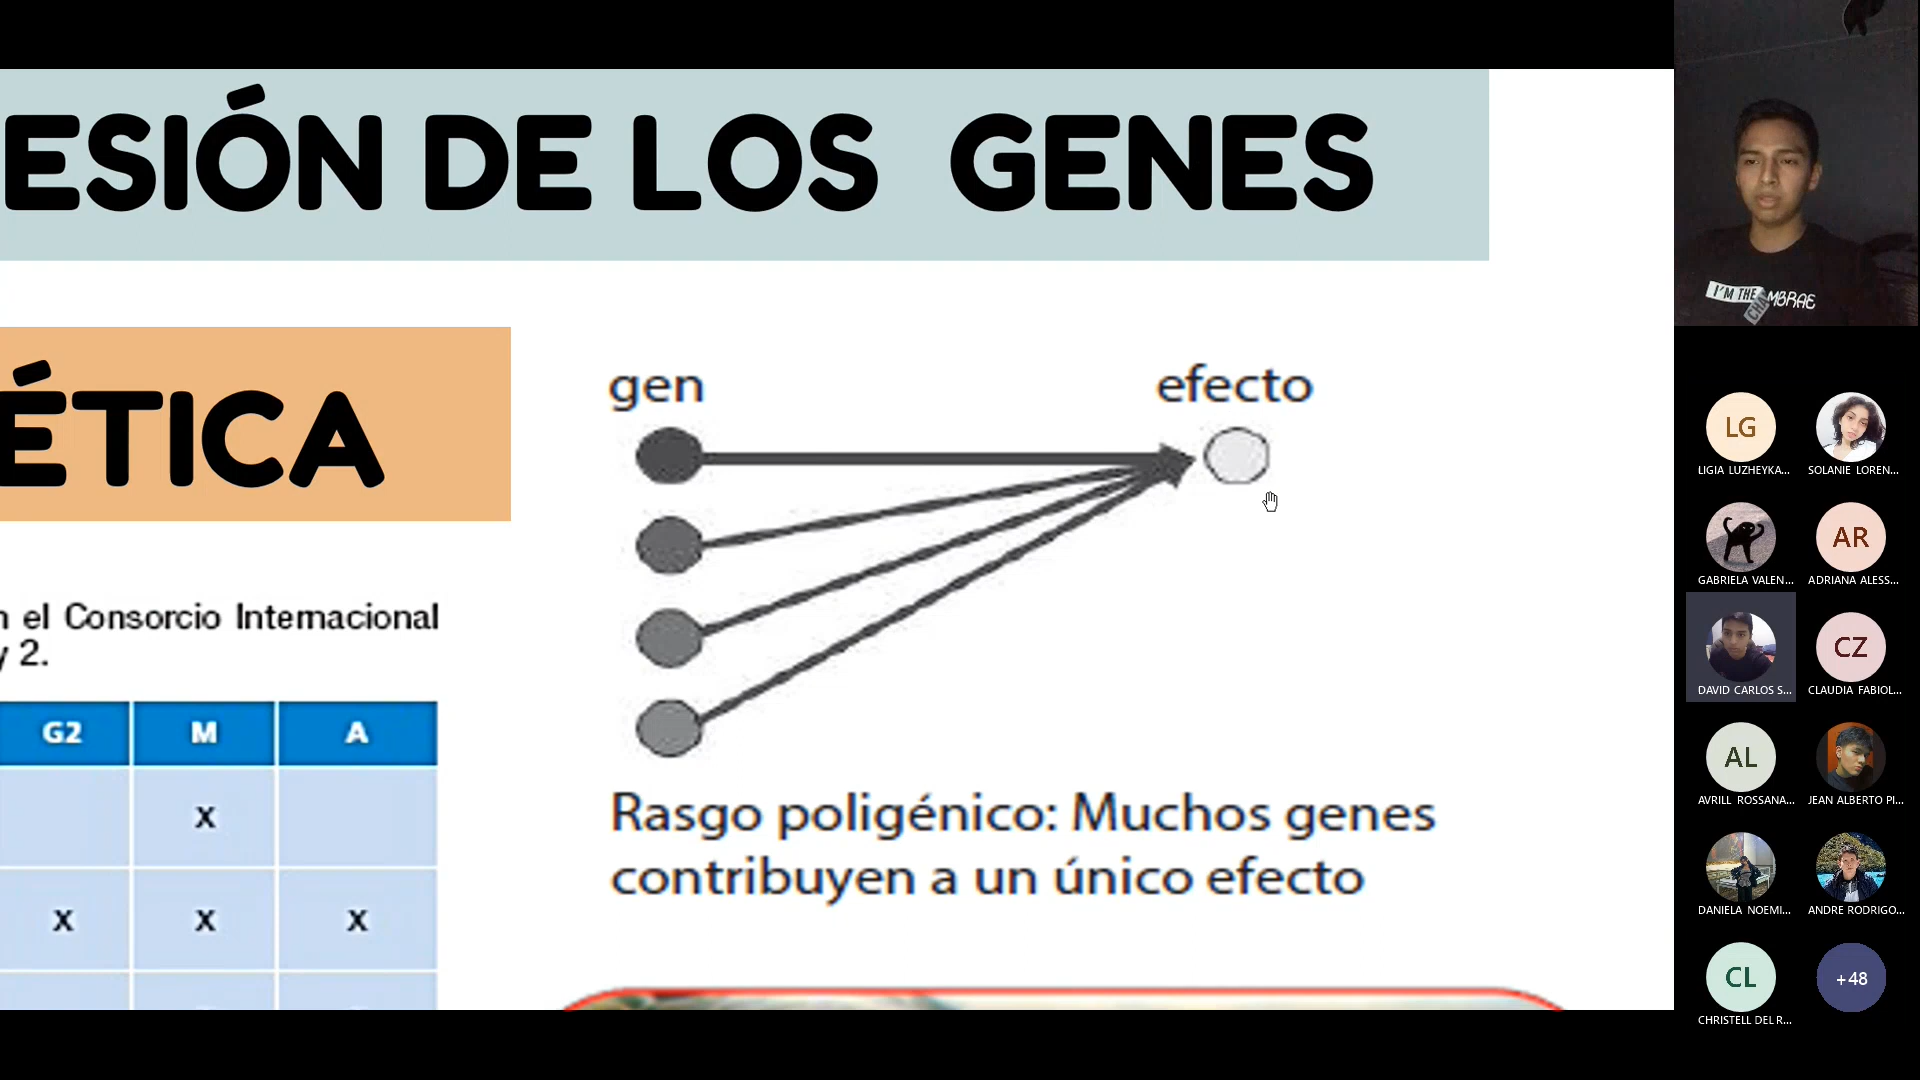 ESIÓN DE LOS GENES
ÉTICA
gen
efecto
n el Consorcio Internacional
y 2.
G2 M A
x
x x x
Rasgo poligénico: Muchos genes
contribuyen a un único efecto
I'M THE
MBRAE
LG
LIGIA LUZHEYKA...
SOLANIE LOREN...
GABRIELA VALEN...
AR
ADRIANA ALESS...
DAVID CARLOS S...
CZ
CLAUDIA FABIOL...
AL
AVRILL ROSSANA...
JEAN ALBERTO PI...
DANIELA NOEMI...
ANDRE RODRIGO...
CL
CHRISTELL DEL R...
+48